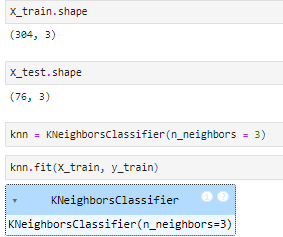 X_train.shape
(304, 3)
X_test.shape
(76, 3)
knn = KNeighborsClassifier(n_neighbors = 3)
knn.fit(X_train, y_train)
▾ KNeighborsClassifier i ?
KNeighborsClassifier(n_neighbors=3)